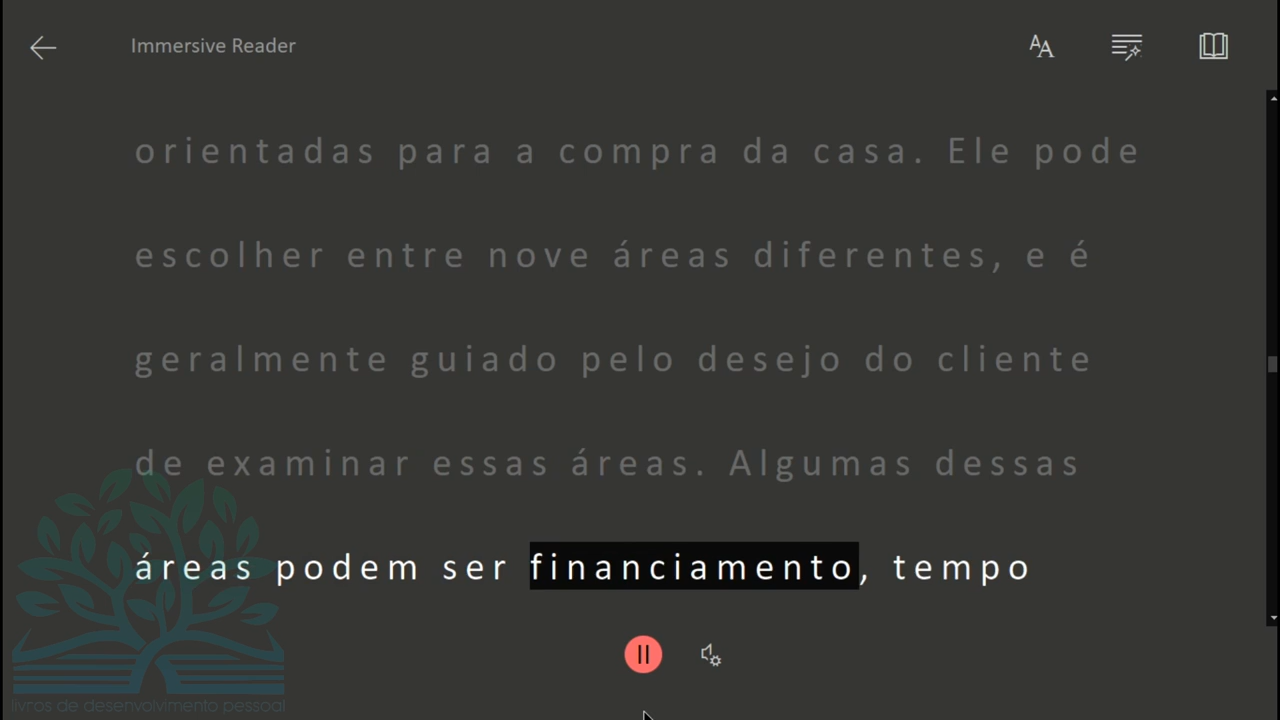 Immersive Reader
orientadas para a compra da casa. Ele pode
escolher entre nove áreas diferentes, e é
geralmente guiado pelo desejo do cliente
de examinar essas áreas. Algumas dessas
áreas podem ser financiamento, tempo
livros de desenvolvimento pessoal